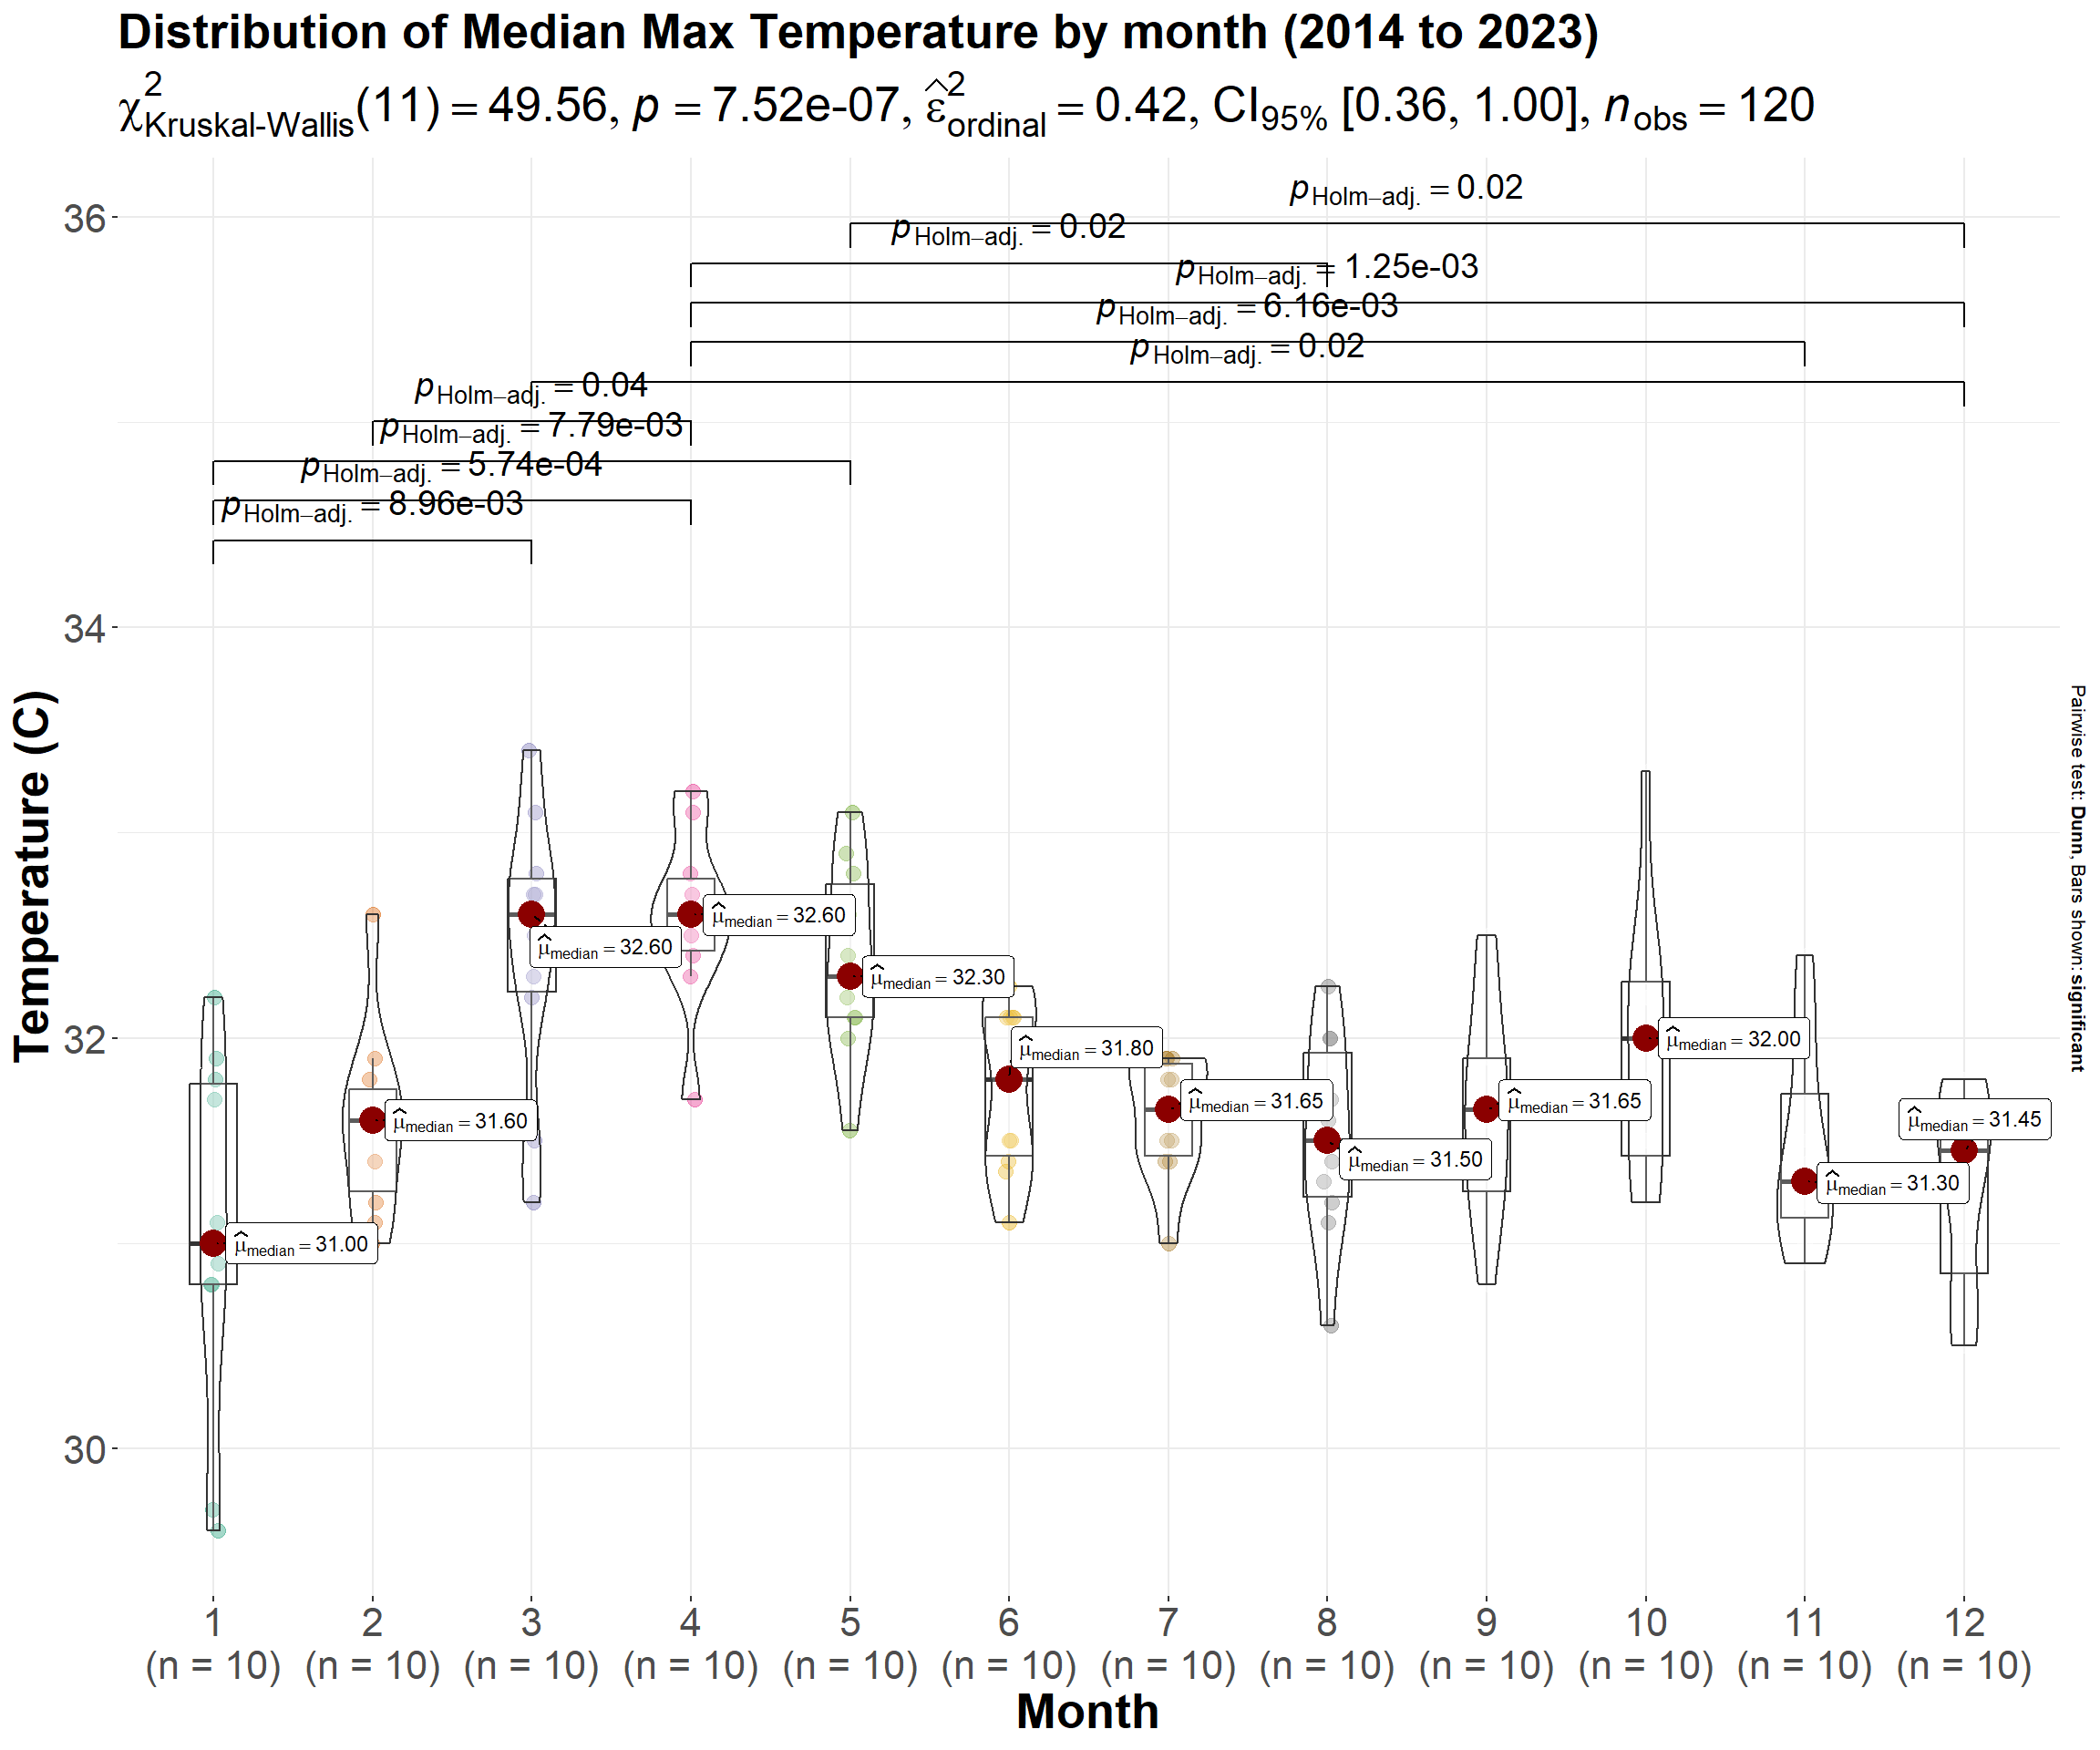 Distribution of Median Max Temperature by month (2014 to 2023)
χ²Kruskal-Wallis(11) = 49.56, p = 7.52e-07, ε̂²ordinal = 0.42, CI95% [0.36, 1.00], nobs = 120
pHolm–adj. = 0.02
pHolm–adj. = 0.02
pHolm–adj. = 1.25e-03
pHolm–adj. = 6.16e-03
pHolm–adj. = 0.02
pHolm–adj. = 0.04
pHolm–adj. = 7.79e-03
pHolm–adj. = 5.74e-04
pHolm–adj. = 8.96e-03
36
34
32
30
Temperature (C)
μ̂median = 31.00
μ̂median = 31.60
μ̂median = 32.60
μ̂median = 32.60
μ̂median = 32.30
μ̂median = 31.80
μ̂median = 31.65
μ̂median = 31.50
μ̂median = 31.65
μ̂median = 32.00
μ̂median = 31.30
μ̂median = 31.45
Pairwise test: Dunn, Bars shown: significant
1 2 3 4 5 6 7 8 9 10 11 12
(n = 10) (n = 10) (n = 10) (n = 10) (n = 10) (n = 10) (n = 10) (n = 10) (n = 10) (n = 10) (n = 10) (n = 10)
Month